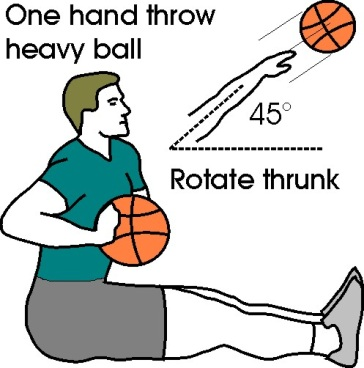 One hand throw
heavy ball
45°
Rotate thrunk